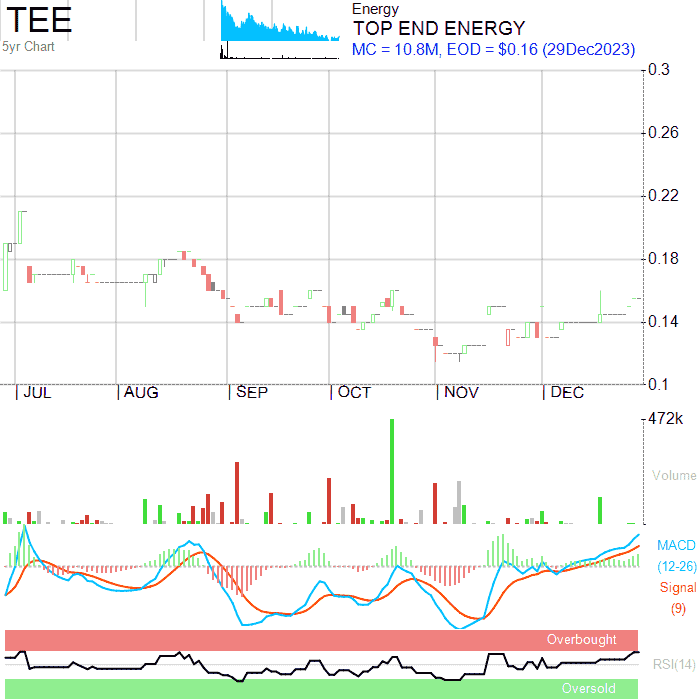 TEE
5yr Chart
Energy
TOP END ENERGY
MC = 10.8M, EOD = $0.16 (29Dec2023)
0.3
0.26
0.22
0.18
0.14
0.1
JUL
AUG
SEP
OCT
NOV
DEC
472k
Volume
MACD
(12-26)
Signal
(9)
Overbought
RSI(14)
Oversold